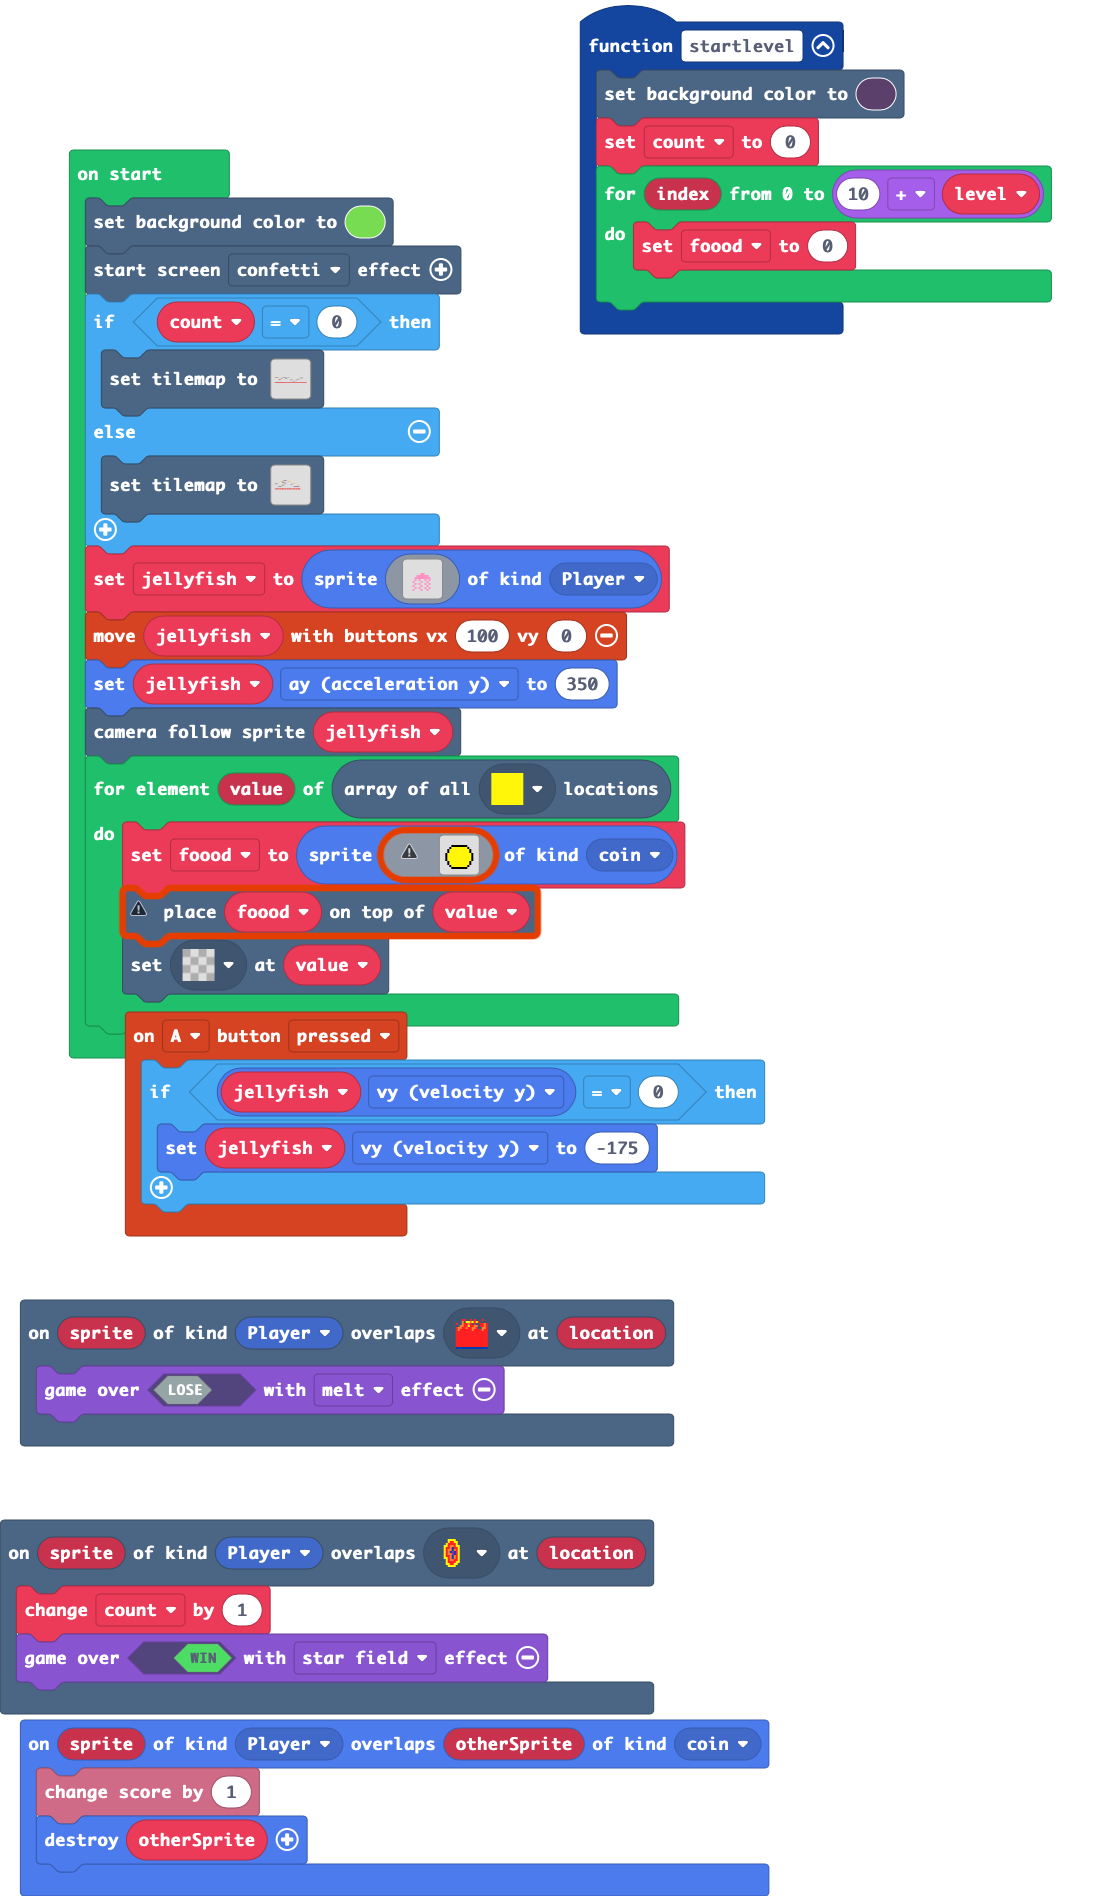 function startlevel
set background color to
set count to 0
for index from 0 to 10 + level
do set foood to 0
on start
set background color to
start screen confetti effect
if count = 0 then
set tilemap to
else
set tilemap to
set jellyfish to sprite of kind Player
move jellyfish with buttons vx 100 vy 0
set jellyfish ay (acceleration y) to 350
camera follow sprite jellyfish
for element value of array of all locations
do set foood to sprite of kind coin
place foood on top of value
set at value
on A button pressed
if jellyfish vy (velocity y) = 0 then
set jellyfish vy (velocity y) to -175
on sprite of kind Player overlaps at location
game over LOSE with melt effect
on sprite of kind Player overlaps at location
change count by 1
game over WIN with star field effect
on sprite of kind Player overlaps otherSprite of kind coin
change score by 1
destroy otherSprite